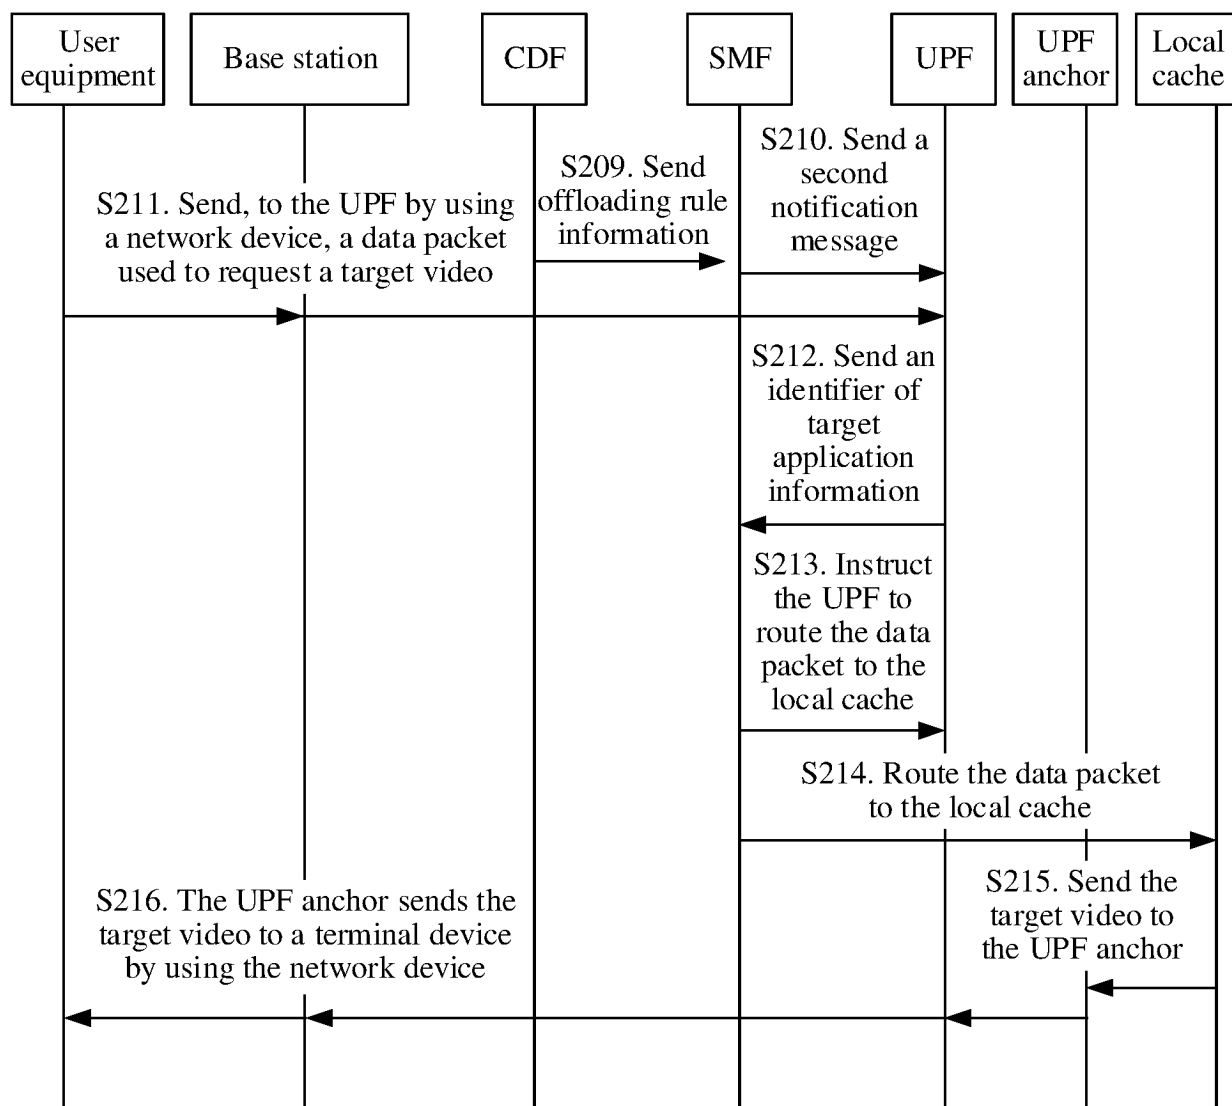 User
equipment
Base station
CDF
SMF
UPF
UPF
anchor
Local
cache
S209. Send
offloading rule
information
S210. Send a
second
notification
message
S211. Send, to the UPF by using
a network device, a data packet
used to request a target video
S212. Send an
identifier of
target
application
information
S213. Instruct
the UPF to
route the data
packet to the
local cache
S214. Route the data packet
to the local cache
S215. Send the
target video to
the UPF anchor
S216. The UPF anchor sends the
target video to a terminal device
by using the network device